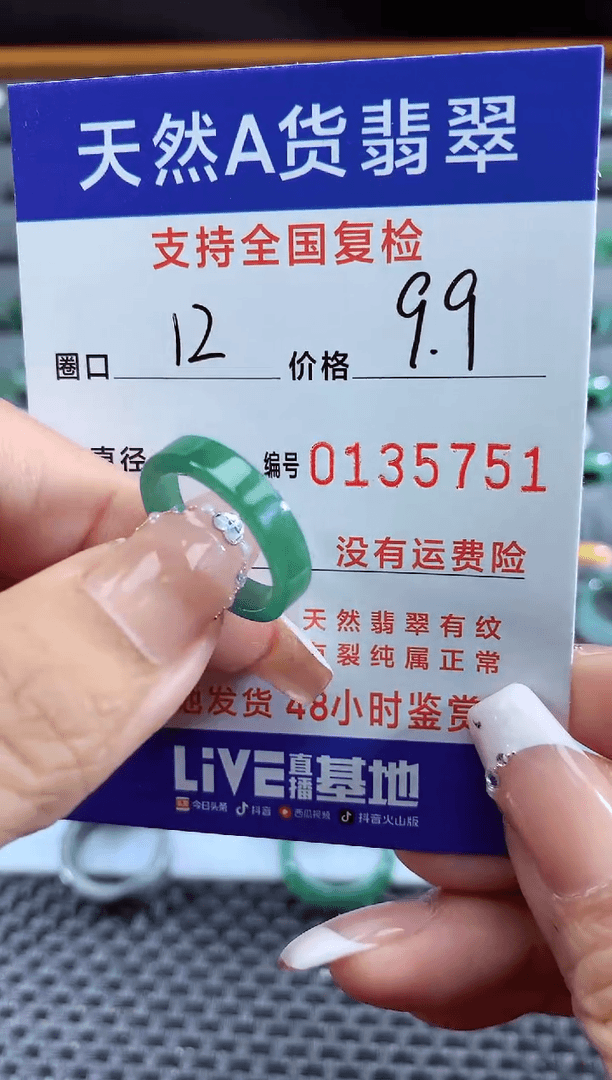 天然A货翡翠
支持全国复检
圈口 12 价格 9.9
直径 编号 0135751
没有运费险
天然翡翠有纹
裂纯属正常
地发货 48小时鉴赏
LiVE直播基地
今日头条 抖音 西瓜视频 抖音火山版